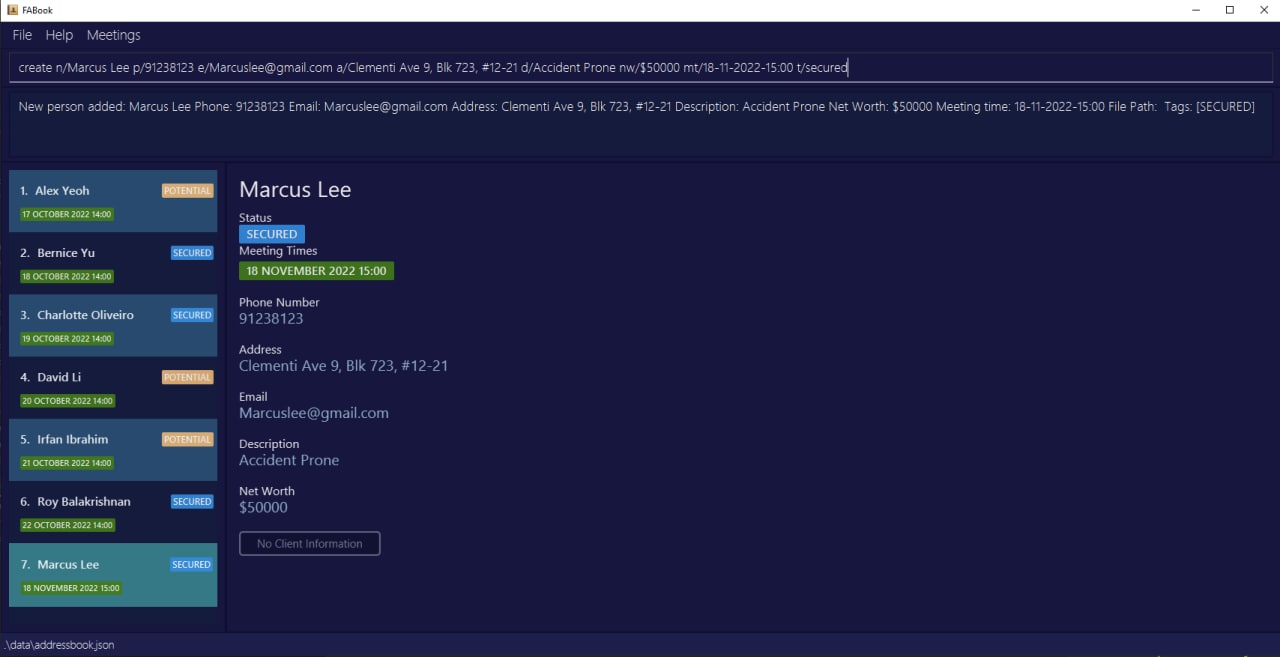 FABook
File Help Meetings
create n/Marcus Lee p/91238123 e/Marcuslee@gmail.com a/Clementi Ave 9, Blk 723, #12-21 d/Accident Prone nw/$50000 mt/18-11-2022-15:00 t/secured
New person added: Marcus Lee Phone: 91238123 Email: Marcuslee@gmail.com Address: Clementi Ave 9, Blk 723, #12-21 Description: Accident Prone Net Worth: $50000 Meeting time: 18-11-2022-15:00 File Path:  Tags: [SECURED]
1. Alex Yeoh POTENTIAL
17 OCTOBER 2022 14:00
2. Bernice Yu SECURED
18 OCTOBER 2022 14:00
3. Charlotte Oliveiro SECURED
19 OCTOBER 2022 14:00
4. David Li POTENTIAL
20 OCTOBER 2022 14:00
5. Irfan Ibrahim POTENTIAL
21 OCTOBER 2022 14:00
6. Roy Balakrishnan SECURED
22 OCTOBER 2022 14:00
7. Marcus Lee SECURED
18 NOVEMBER 2022 15:00
Marcus Lee
Status
SECURED
Meeting Times
18 NOVEMBER 2022 15:00
Phone Number
91238123
Address
Clementi Ave 9, Blk 723, #12-21
Email
Marcuslee@gmail.com
Description
Accident Prone
Net Worth
$50000
No Client Information
.\data\addressbook.json